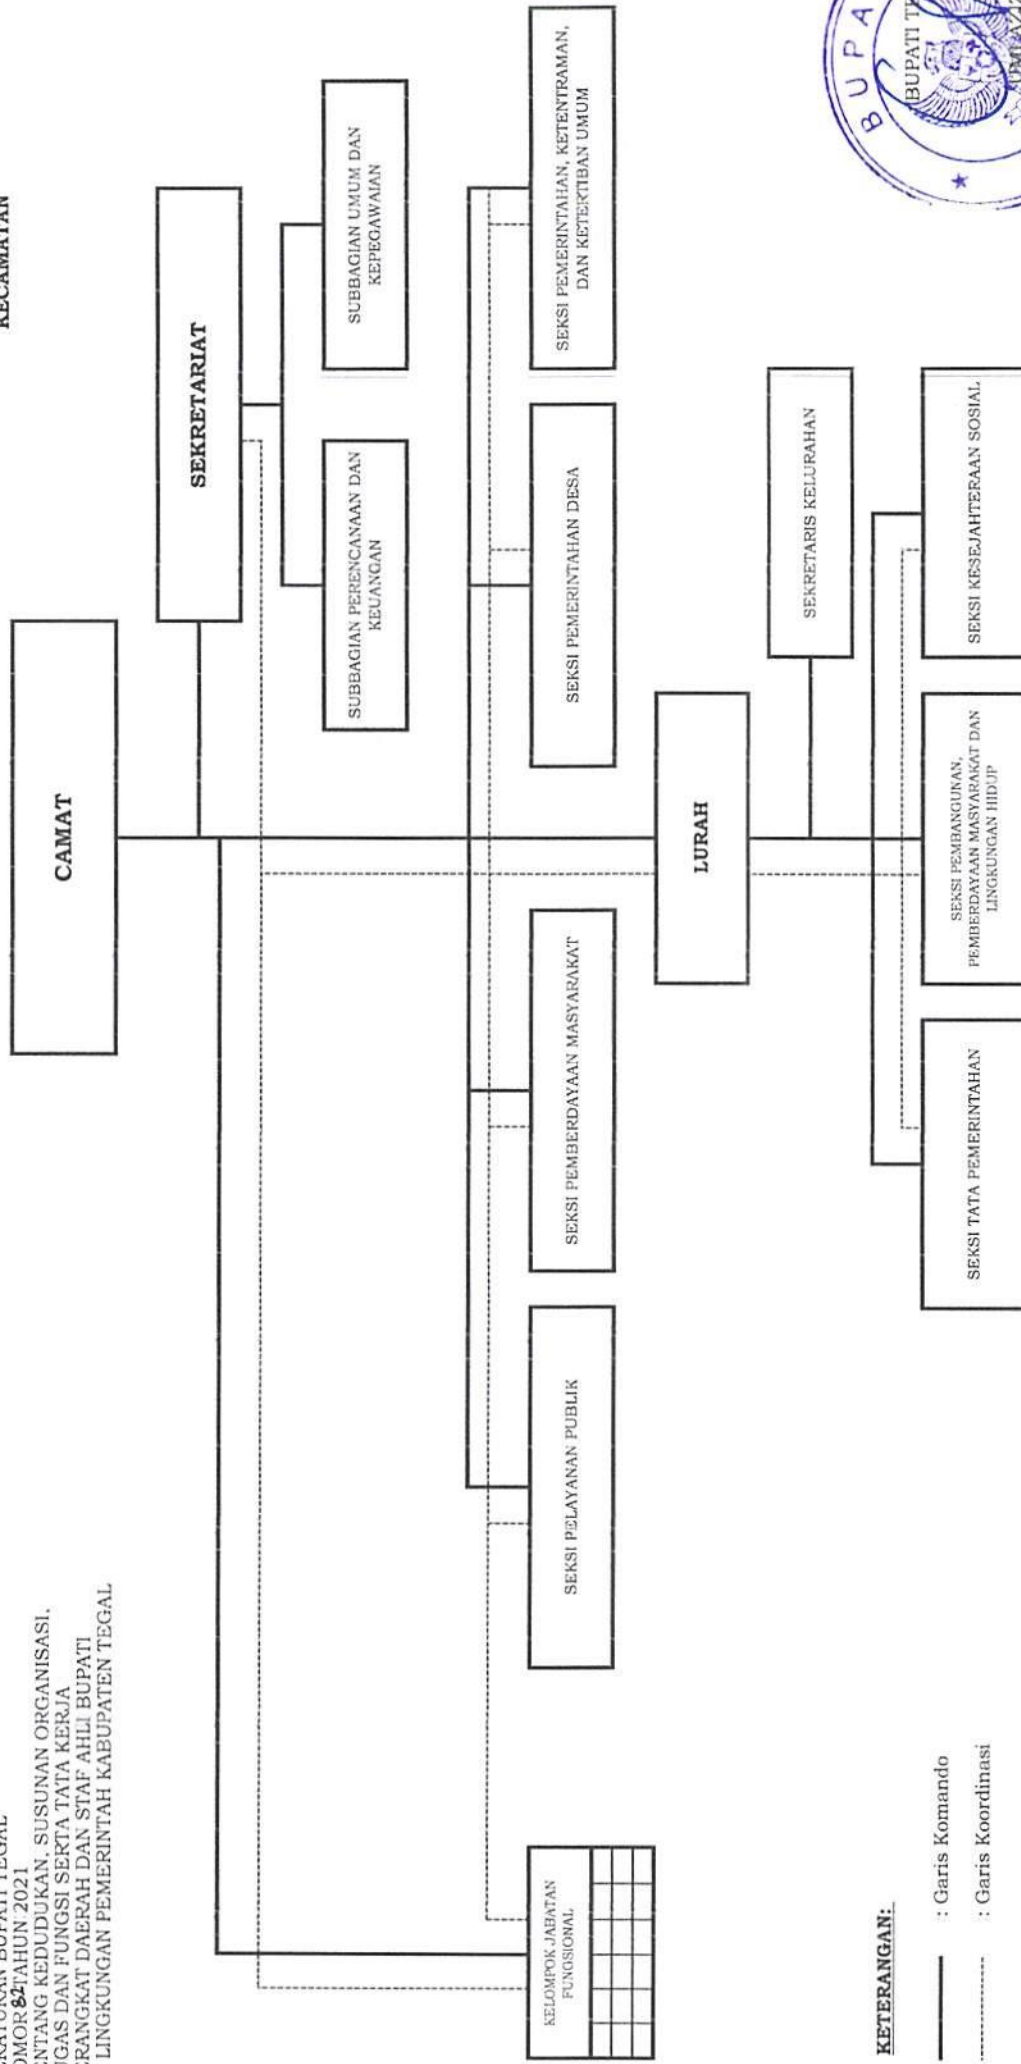 KECAMATAN
BUPATI TEGAL
NOMOR 82 TAHUN 2021
TENTANG KEDUDUKAN, SUSUNAN ORGANISASI,
TUGAS DAN FUNGSI SERTA TATA KERJA
PERANGKAT DAERAH DAN STAF AHLI BUPATI
LINGKUNGAN PEMERINTAH KABUPATEN TEGAL
CAMAT
SEKRETARIAT
SUBBAGIAN PERENCANAAN DAN
KEUANGAN
SUBBAGIAN UMUM DAN
KEPEGAWAIAN
KELOMPOK JABATAN
FUNGSIONAL
SEKSI PELAYANAN PUBLIK
SEKSI PEMBERDAYAAN MASYARAKAT
SEKSI PEMERINTAHAN DESA
SEKSI PEMERINTAHAN, KETENTRAMAN,
DAN KETERTIBAN UMUM
LURAH
SEKRETARIS KELURAHAN
SEKSI TATA PEMERINTAHAN
SEKSI PEMBANGUNAN,
PEMBERDAYAAN MASYARAKAT DAN
LINGKUNGAN HIDUP
SEKSI KESEJAHTERAAN SOSIAL
KETERANGAN:
: Garis Komando
: Garis Koordinasi
BUPATI